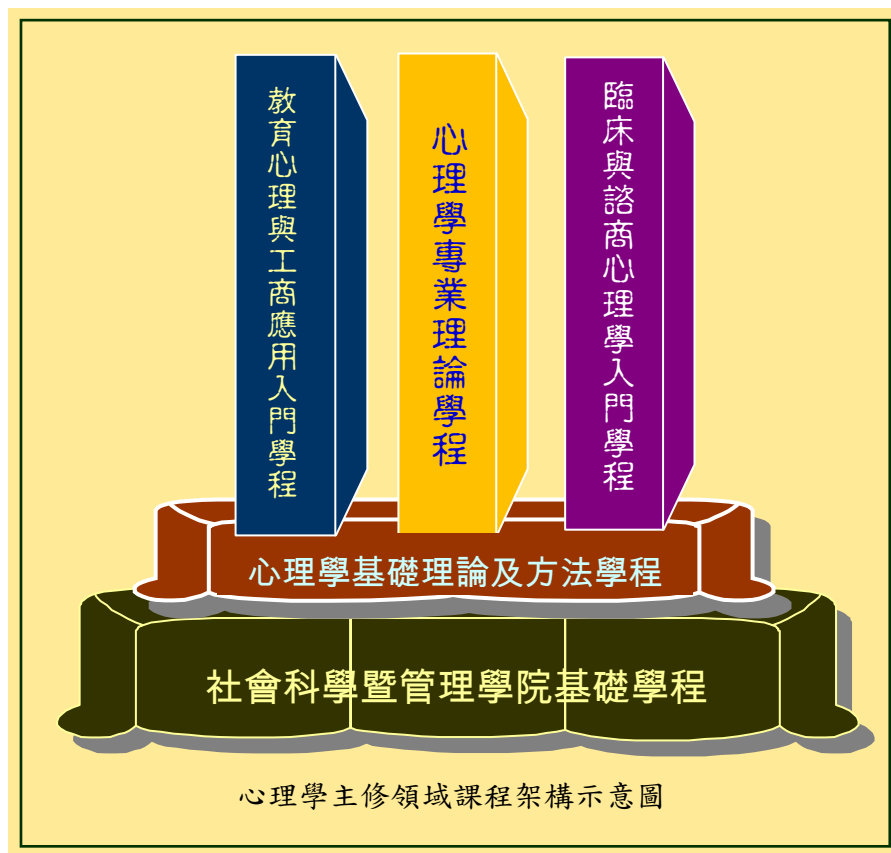 教育心理與工商應用入門學程
心理學專業理論學程
臨床與諮商心理學入門學程
心理學基礎理論及方法學程
社會科學暨管理學院基礎學程
心理學主修領域課程架構示意圖